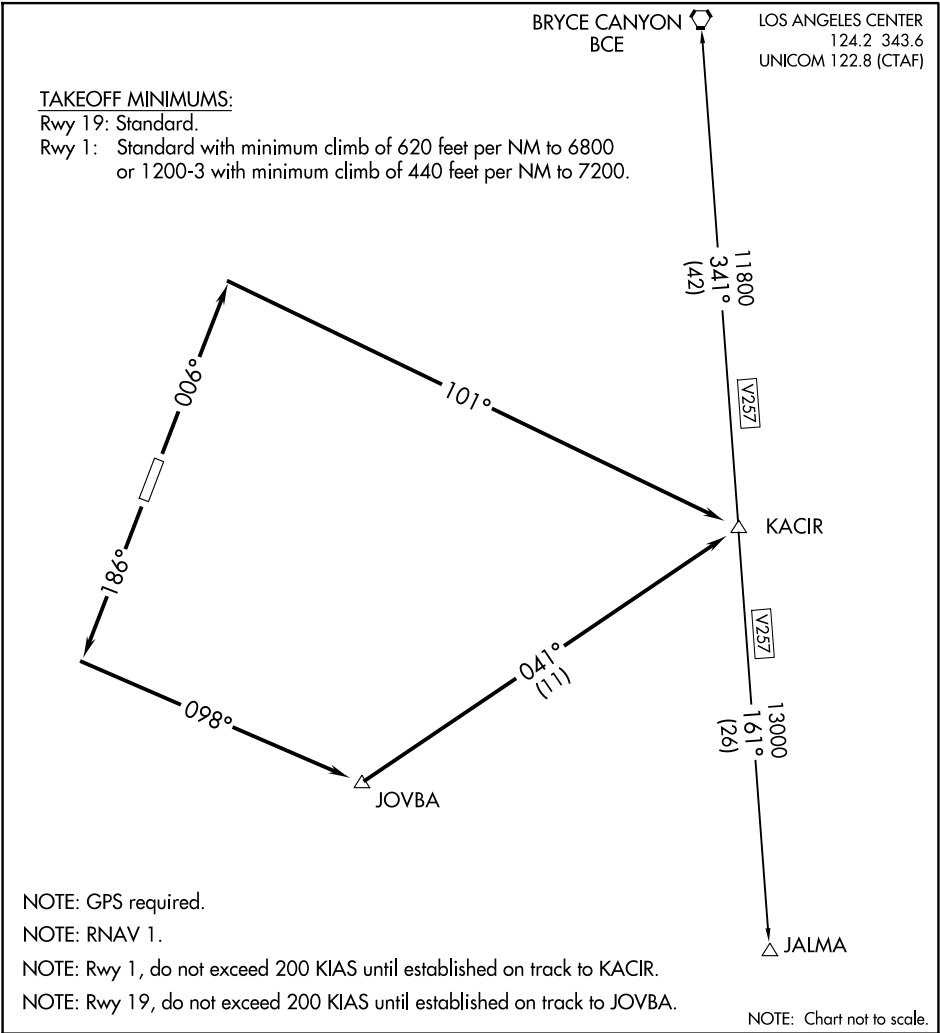 BRYCE CANYON
BCE
LOS ANGELES CENTER
124.2 343.6
UNICOM 122.8 (CTAF)
TAKEOFF MINIMUMS:
Rwy 19: Standard.
Rwy 1: Standard with minimum climb of 620 feet per NM to 6800
or 1200-3 with minimum climb of 440 feet per NM to 7200.
11800
341°
(42)
006°
101°
V257
KACIR
186°
V257
041°
(11)
098°
13000
161°
(26)
JOVBA
JALMA
NOTE: GPS required.
NOTE: RNAV 1.
NOTE: Rwy 1, do not exceed 200 KIAS until established on track to KACIR.
NOTE: Rwy 19, do not exceed 200 KIAS until established on track to JOVBA.
NOTE: Chart not to scale.